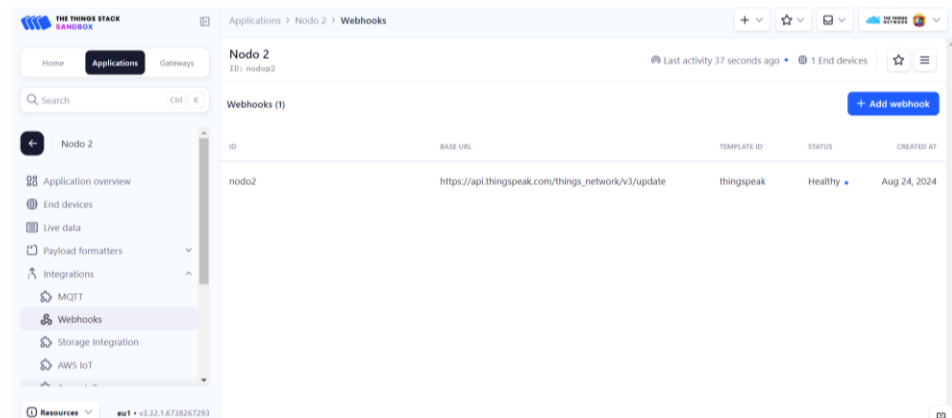 THE THINGS STACK
SANDBOX
Applications > Nodo 2 > Webhooks
THE THINGS
NETWORK
Home Applications Gateways
Search Ctrl K
Nodo 2
ID: nodop2
Last activity 37 seconds ago • 1 End devices
Webhooks (1)
+ Add webhook
Nodo 2
Application overview
End devices
Live data
Payload formatters
Integrations
MQTT
Webhooks
Storage Integration
AWS IoT
ID BASE URL TEMPLATE ID STATUS CREATED AT
nodo2 https://api.thingspeak.com/things_network/v3/update thingspeak Healthy • Aug 24, 2024
Resources eu1 • v3.32.1.6738267293